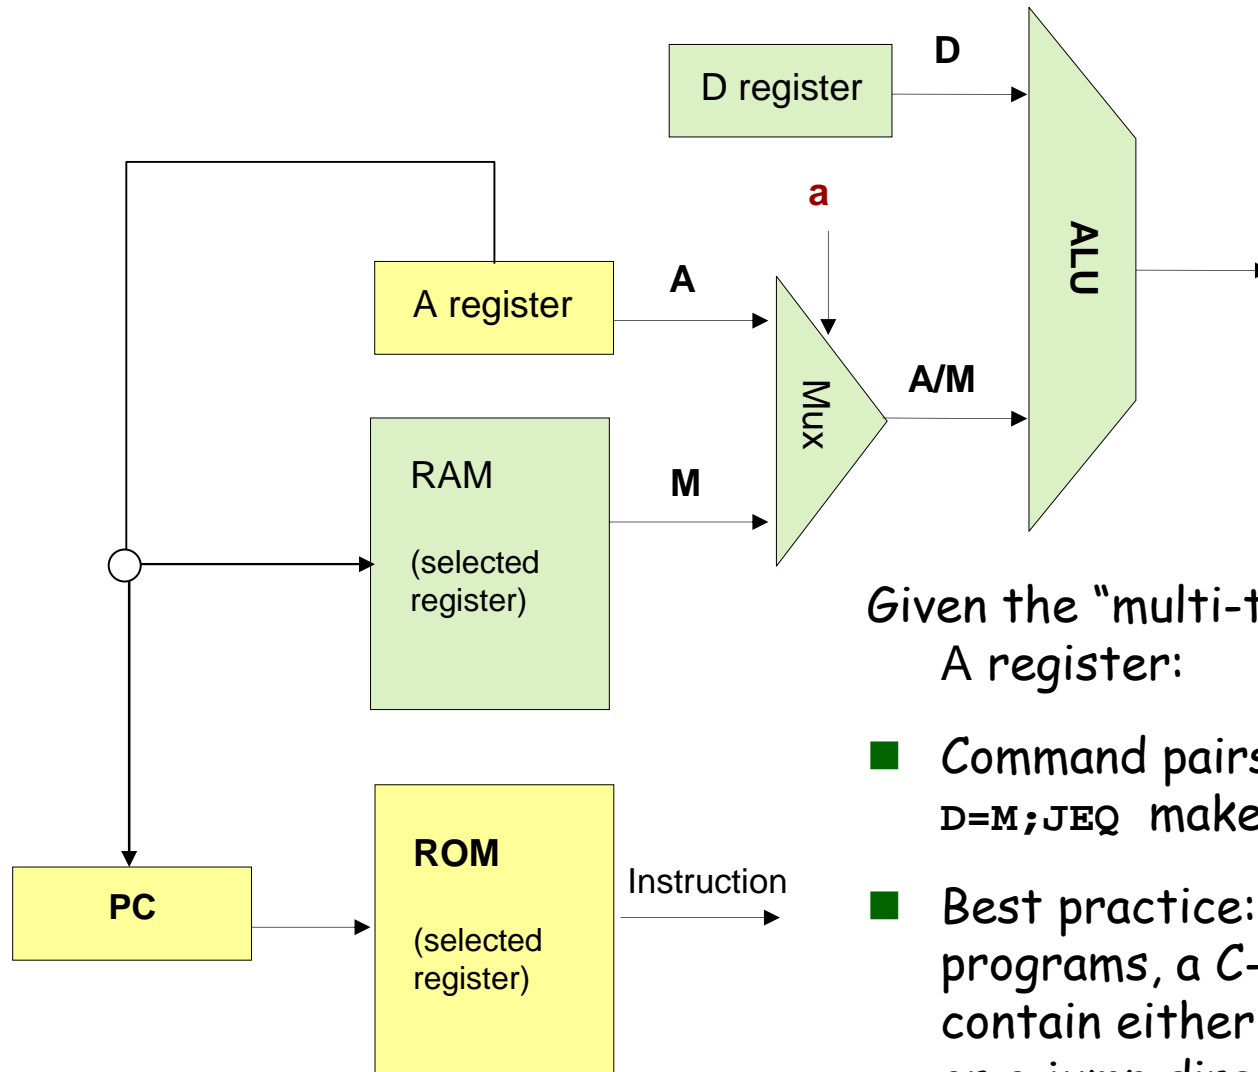 D
D register
a
ALU
A
A register
Mux
A/M
RAM
(selected
register)
M
Given the “multi-t
A register:
Command pairs
D=M;JEQ make
ROM
(selected
register)
Instruction
PC
Best practice:
programs, a C-
contain either